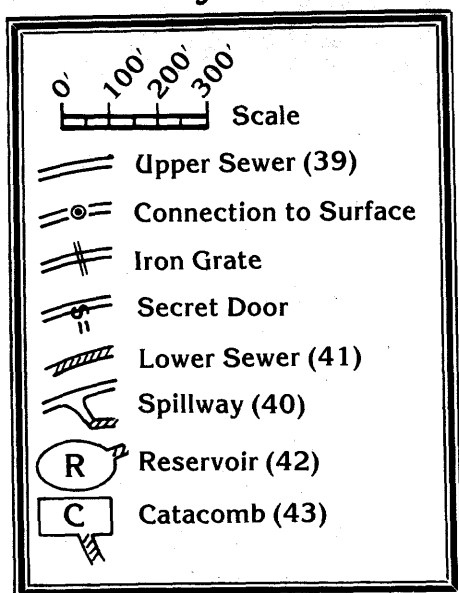 0' 100' 200' 300'
Scale
Upper Sewer (39)
Connection to Surface
Iron Grate
S Secret Door
Lower Sewer (41)
Spillway (40)
R Reservoir (42)
C Catacomb (43)